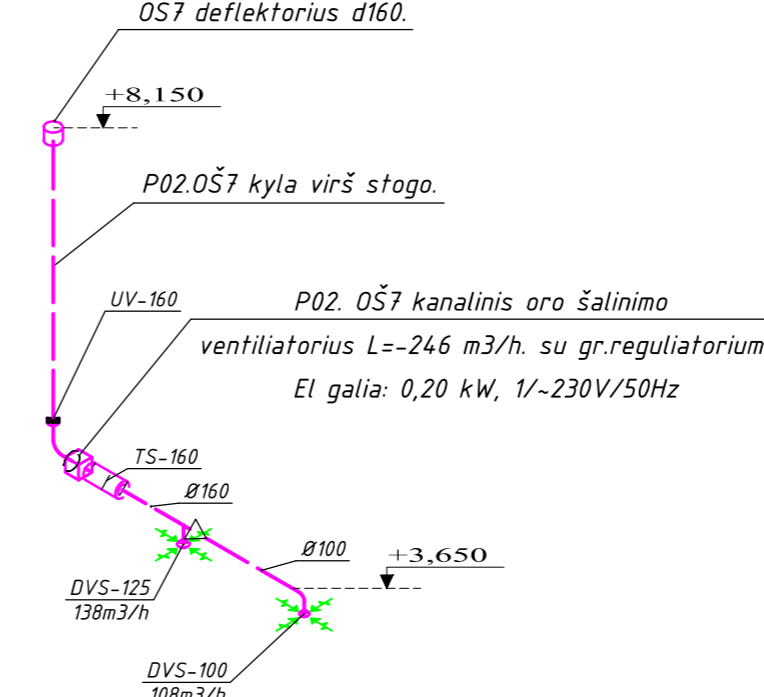 OS7 deflektorius d160.
+8,150
P02.OŠ7 kyla virš stogo.
UV-160
P02. OŠ7 kanalinis oro šalinimo
ventiliatorius L=-246 m3/h. su gr.reguliatorium
El galia: 0,20 kW, 1/~230V/50Hz
TS-160
Ø160
Ø100
+3,650
DVS-125
138m3/h
DVS-100
108m3/h